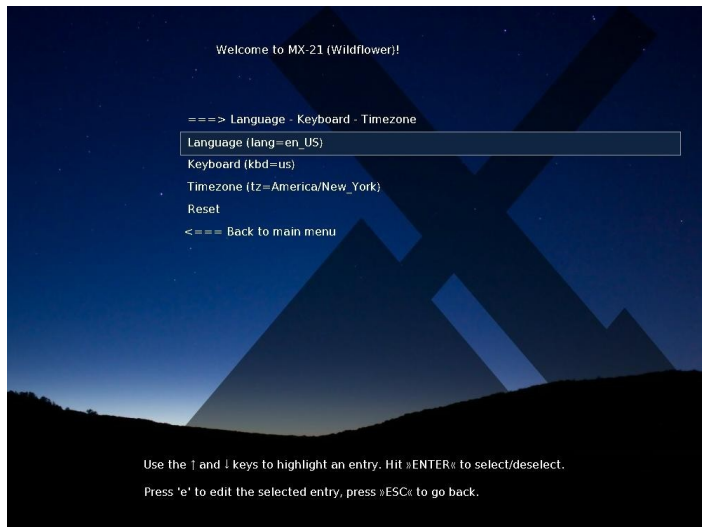 Welcome to MX-21 (Wildflower)!
===> Language - Keyboard - Timezone
Language (lang=en_US)
Keyboard (kbd=us)
Timezone (tz=America/New_York)
Reset
<=== Back to main menu
Use the ↑ and ↓ keys to highlight an entry. Hit »ENTER« to select/deselect.
Press 'e' to edit the selected entry, press »ESC« to go back.